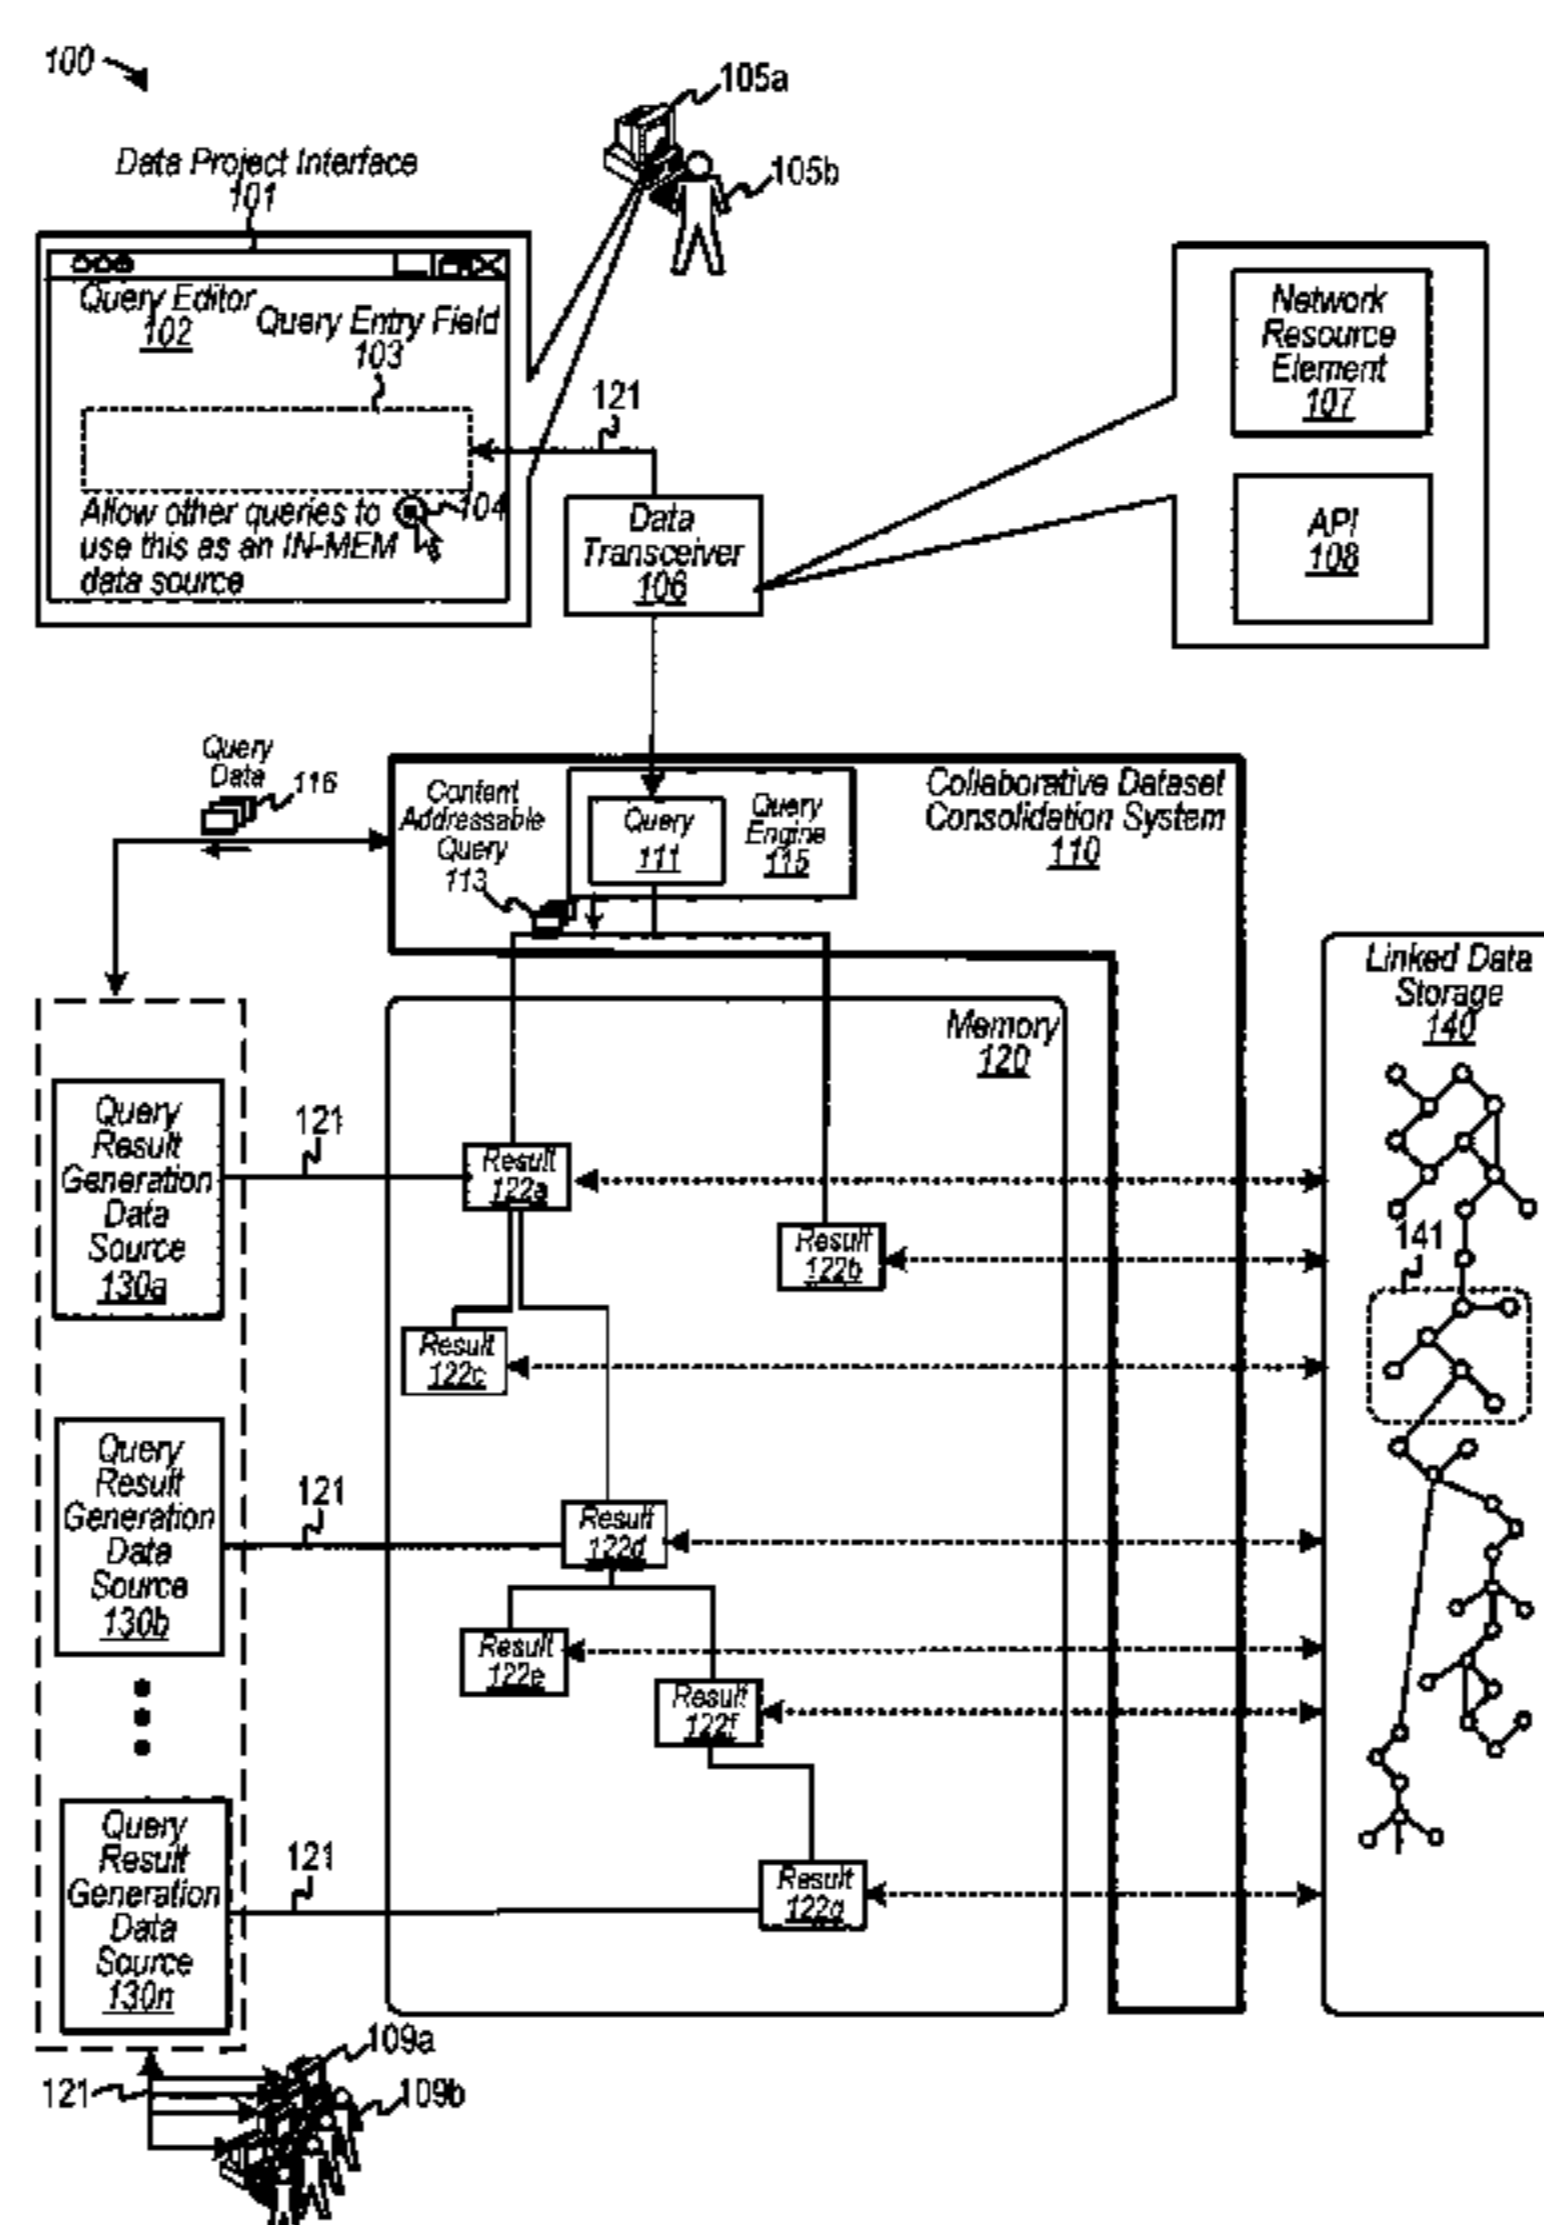 100
105a
Data Project Interface
101
105b
Query Editor
102
Query Entry Field
103
Network
Resource
Element
107
121
104
Allow other queries to
use this as an IN-MEM
data source
Data
Transceiver
106
API
108
Query
Data
116
Content
Addressable
Query
113
Query
111
Query
Engine
115
Collaborative Dataset
Consolidation System
110
Linked Data
Storage
140
Memory
120
Query
Result
Generation
Data
Source
130a
121
Result
122a
Result
122b
141
Result
122c
Query
Result
Generation
Data
Source
130b
121
Result
122d
Result
122e
Result
122f
Query
Result
Generation
Data
Source
130n
121
Result
122g
109a
121
109b